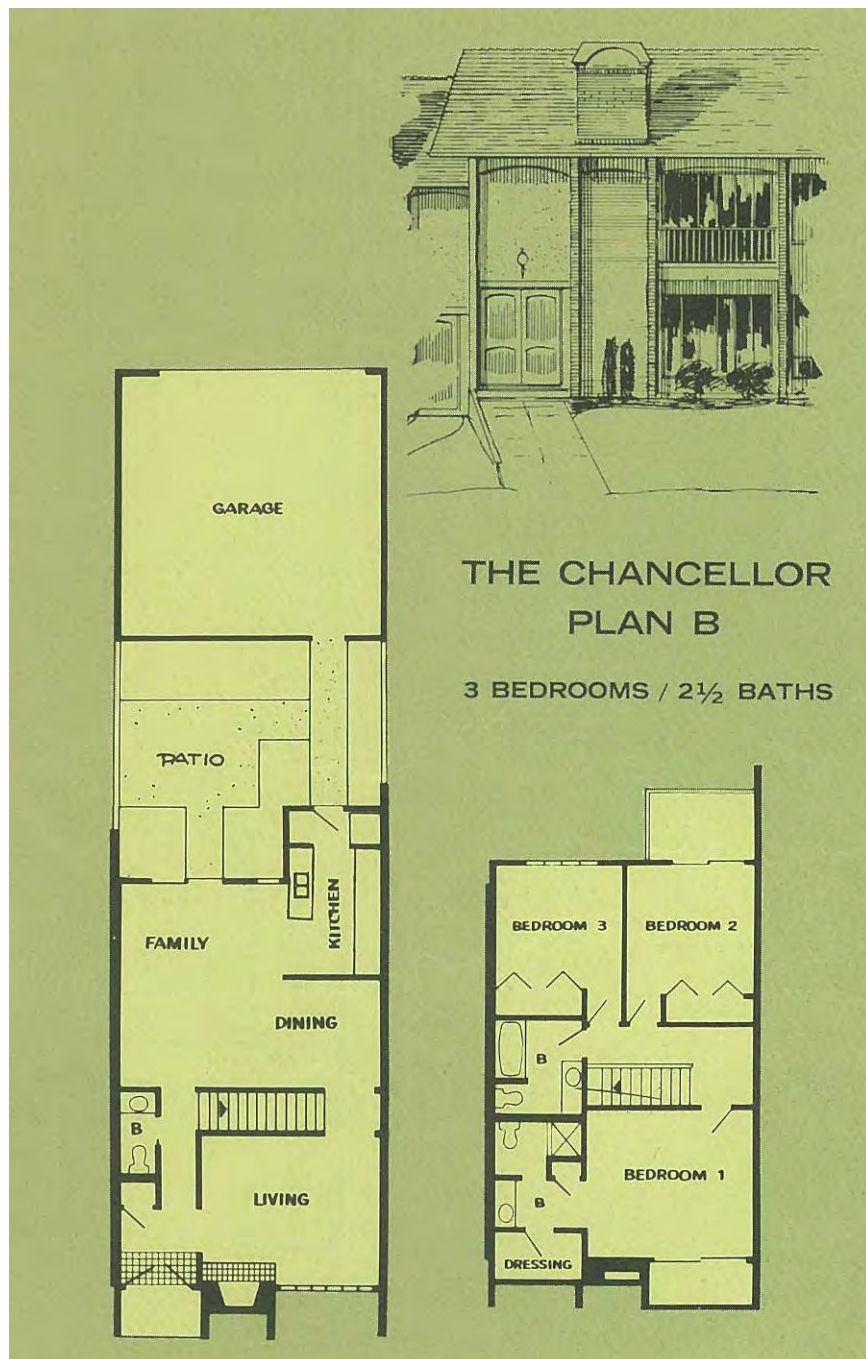 GARAGE
THE CHANCELLOR
PLAN B
3 BEDROOMS / 2½ BATHS
PATIO
KITCHEN
FAMILY
DINING
B
LIVING
BEDROOM 3
BEDROOM 2
B
BEDROOM 1
B
DRESSING